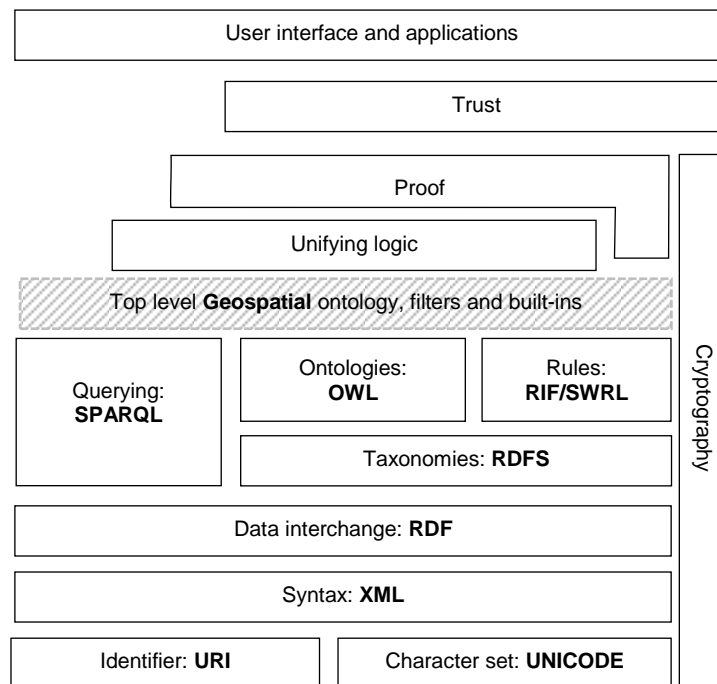 User interface and applications
Trust
Proof
Unifying logic
Top level Geospatial ontology, filters and built-ins
Querying:
SPARQL
Ontologies:
OWL
Rules:
RIF/SWRL
Cryptography
Taxonomies: RDFS
Data interchange: RDF
Syntax: XML
Identifier: URI
Character set: UNICODE